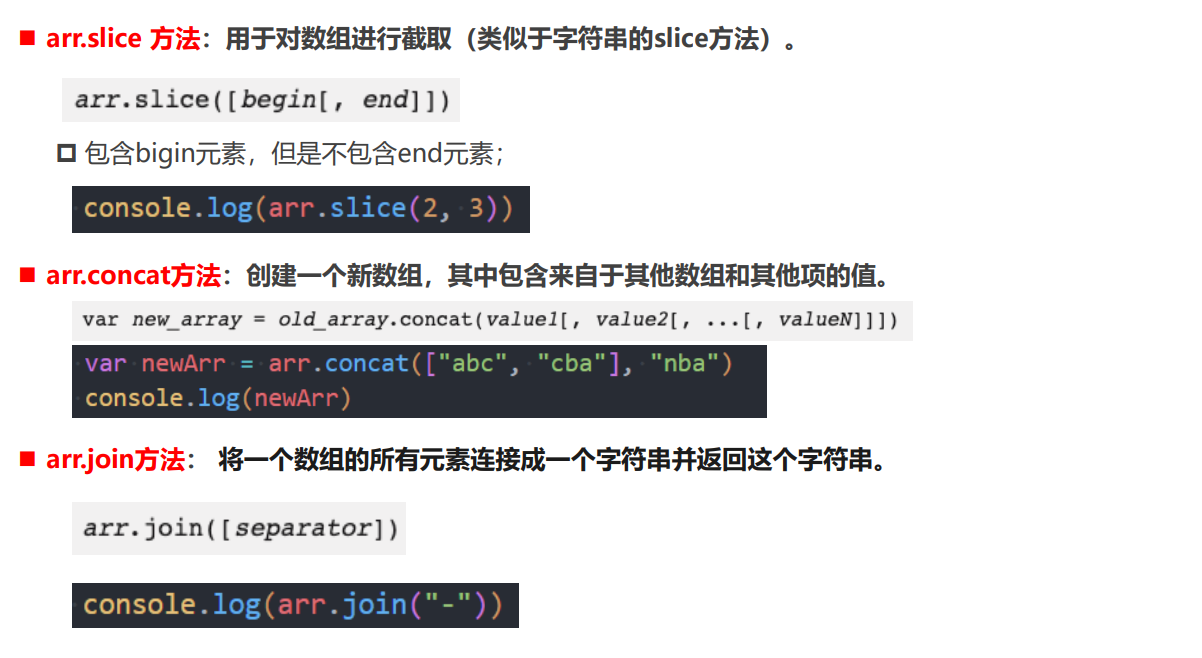 arr.slice 方法：用于对数组进行截取（类似于字符串的slice方法）。
arr.slice([begin[, end]])
包含bigin元素，但是不包含end元素；
console.log(arr.slice(2, 3))
arr.concat方法：创建一个新数组，其中包含来自于其他数组和其他项的值。
var new_array = old_array.concat(value1[, value2[, ...[, valueN]]])
var newArr = arr.concat(["abc", "cba"], "nba")
console.log(newArr)
arr.join方法： 将一个数组的所有元素连接成一个字符串并返回这个字符串。
arr.join([separator])
console.log(arr.join("-"))